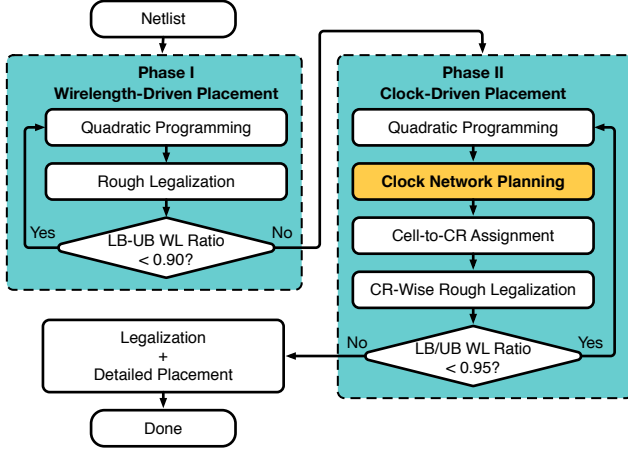 Netlist
Phase I
Wirelength-Driven Placement
Quadratic Programming
Rough Legalization
LB-UB WL Ratio
< 0.90?
Yes
No
Phase II
Clock-Driven Placement
Quadratic Programming
Clock Network Planning
Cell-to-CR Assignment
CR-Wise Rough Legalization
LB/UB WL Ratio
< 0.95?
No
Yes
Legalization
+
Detailed Placement
Done